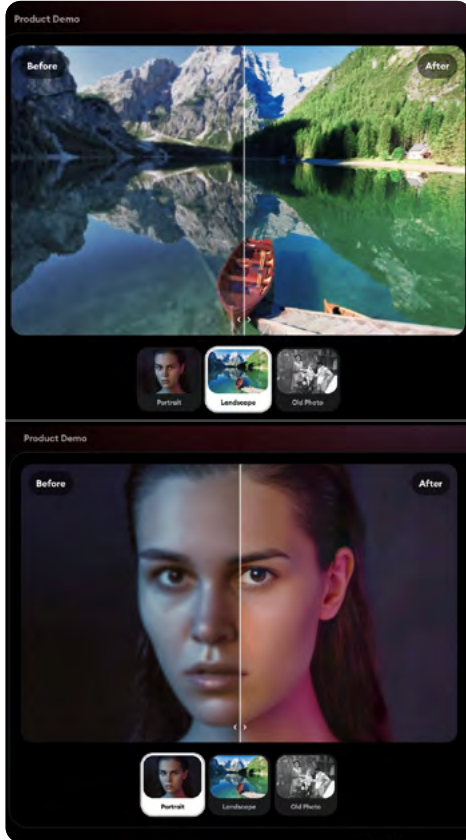 Product Demo
Before After
Portrait Landscape Old Photo
Product Demo
Before After
Portrait Landscape Old Photo